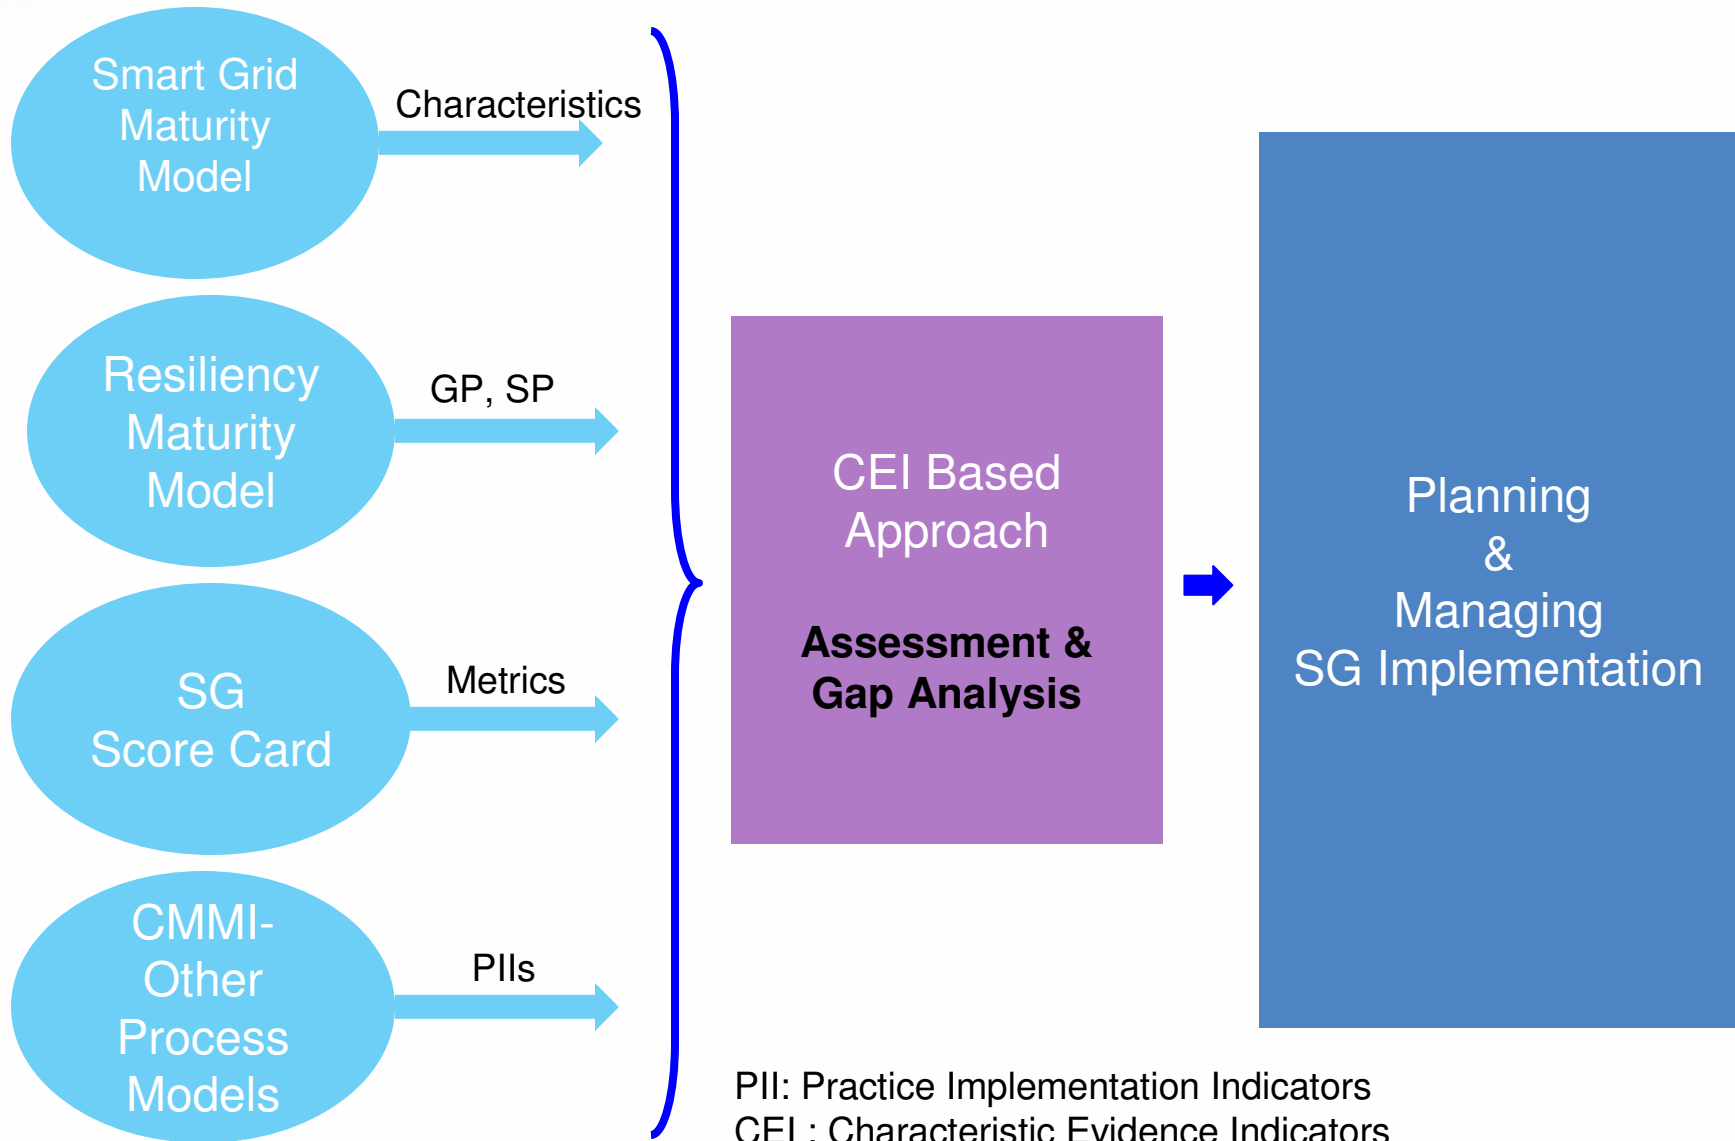 Smart Grid
Maturity
Model
Characteristics
Resiliency
Maturity
Model
GP, SP
SG
Score Card
Metrics
CMMI-
Other
Process
Models
PIIs
CEI Based
Approach
Assessment &
Gap Analysis
Planning
&
Managing
SG Implementation
PII: Practice Implementation Indicators
CEI : Characteristic Evidence Indicators